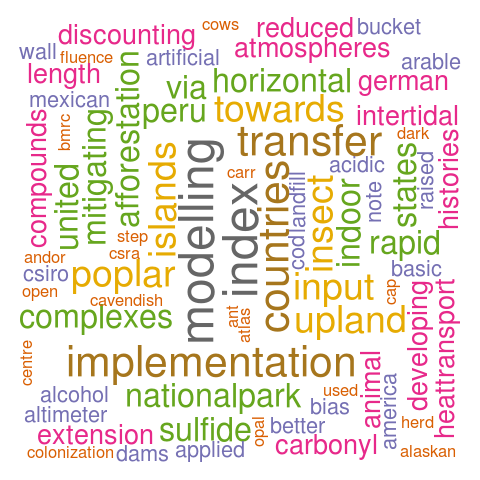 cows
discounting
reduced
bucket
wall
fluence
artificial
atmospheres
arable
length
via
horizontal
german
mexican
bmrc
afforestation
peru
towards
intertidal
compounds
united
mitigating
islands
modelling
transfer
dark
carr
acidic
states
raised
histories
index
countries
codlandfill
insect
indoor
note
rapid
step
andor
csra
csiro
poplar
open
cavendish
input
basic
cap
complexes
ant
atlas
upland
developing
heattransport
centre
implementation
animal
alcohol
nationalpark
used
bias
america
altimeter
herd
extension
sulfide
opal
better
carbonyl
colonization
dams
applied
alaskan